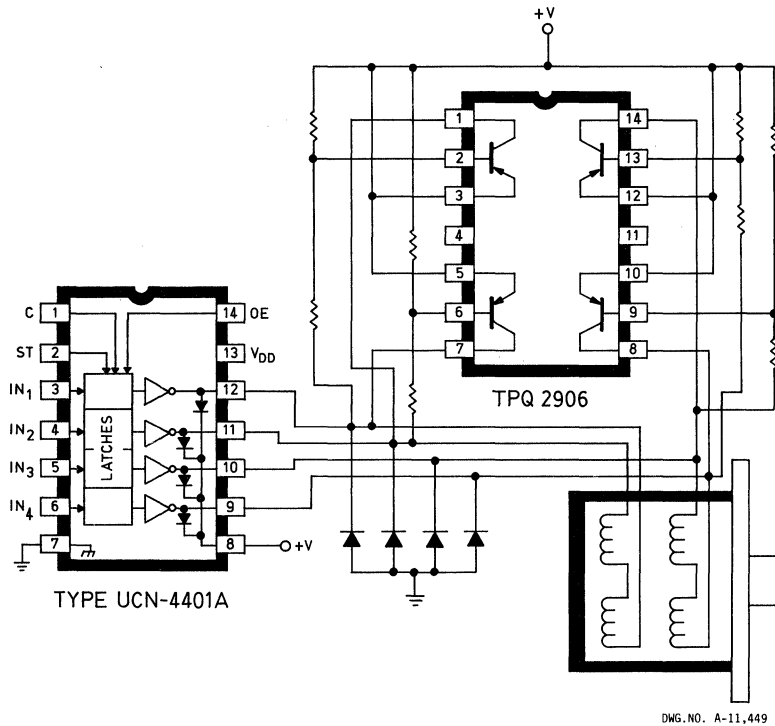 +V
1
14
2
13
3
12
4
11
5
10
6
9
7
8
TPQ 2906
C 1
14 OE
ST 2
13 VDD
IN1 3
12
IN2 4
11
IN3 5
10
IN4 6
9
7
8
+V
LATCHES
TYPE UCN-4401A
DWG.NO. A-11,449